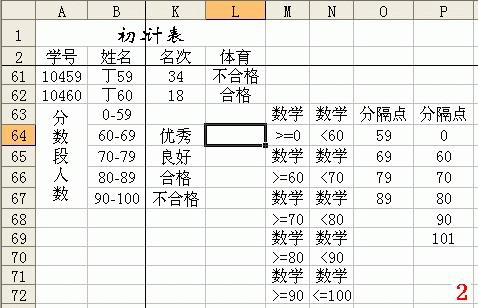 A B K L M N O P
1 初计表
2 学号 姓名 名次 体育
61 10459 丁59 34 不合格
62 10460 丁60 18 合格
63 分 0-59 数学 数学 分隔点 分隔点
64 数 60-69 优秀 >=0 <60 59 0
65 段 70-79 良好 数学 数学 69 60
66 人 80-89 合格 >=60 <70 79 70
67 数 90-100 不合格 数学 数学 89 80
68 >=70 <80 90
69 数学 数学 101
70 >=80 <90
71 数学 数学
72 >=90 <=100 2